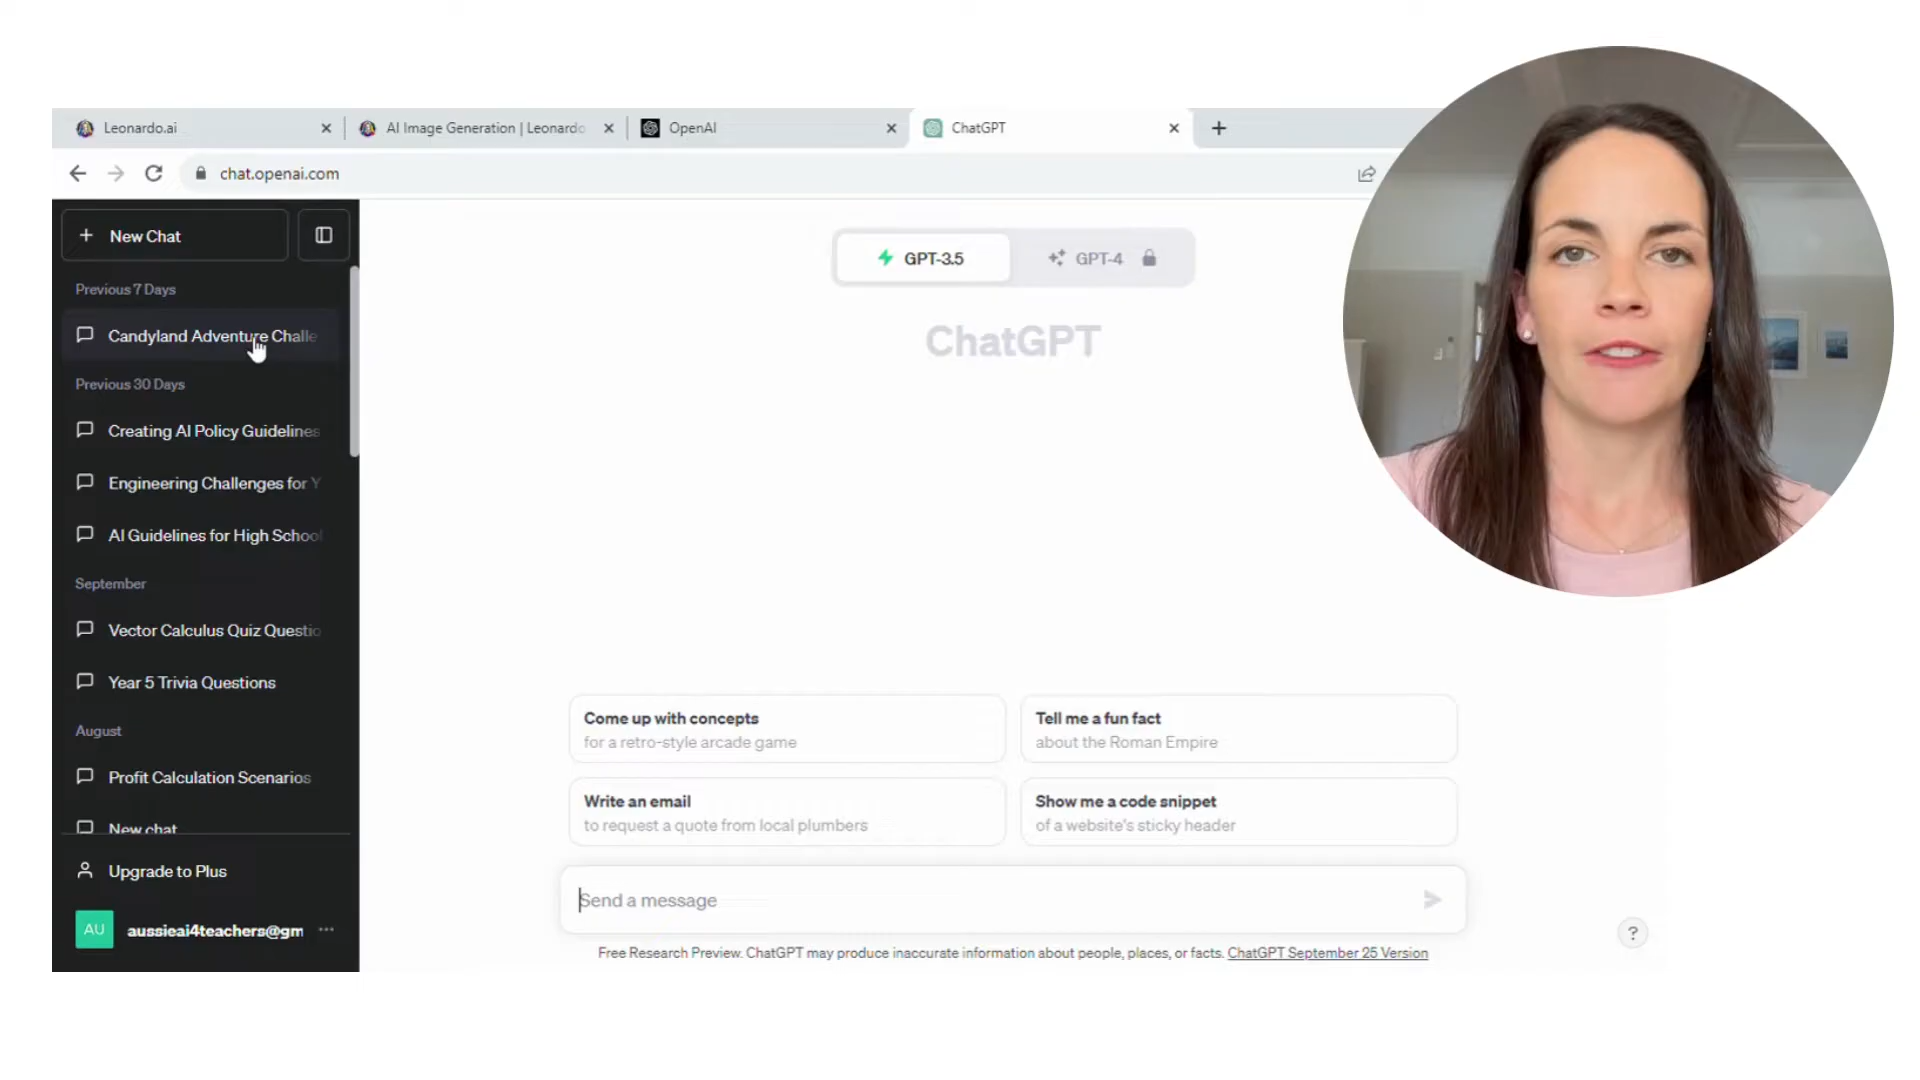 Leonardo.ai
AI Image Generation | Leonardo
OpenAI
ChatGPT
chat.openai.com
New Chat
Previous 7 Days
Candyland Adventure Challe
Previous 30 Days
Creating AI Policy Guidelines
Engineering Challenges for Y
AI Guidelines for High School
September
Vector Calculus Quiz Questio
Year 5 Trivia Questions
August
Profit Calculation Scenarios
New chat
Upgrade to Plus
AU
aussieai4teachers@gm
GPT-3.5
GPT-4
ChatGPT
Come up with concepts
for a retro-style arcade game
Tell me a fun fact
about the Roman Empire
Write an email
to request a quote from local plumbers
Show me a code snippet
of a website's sticky header
Send a message
Free Research Preview. ChatGPT may produce inaccurate information about people, places, or facts. ChatGPT September 25 Version
?